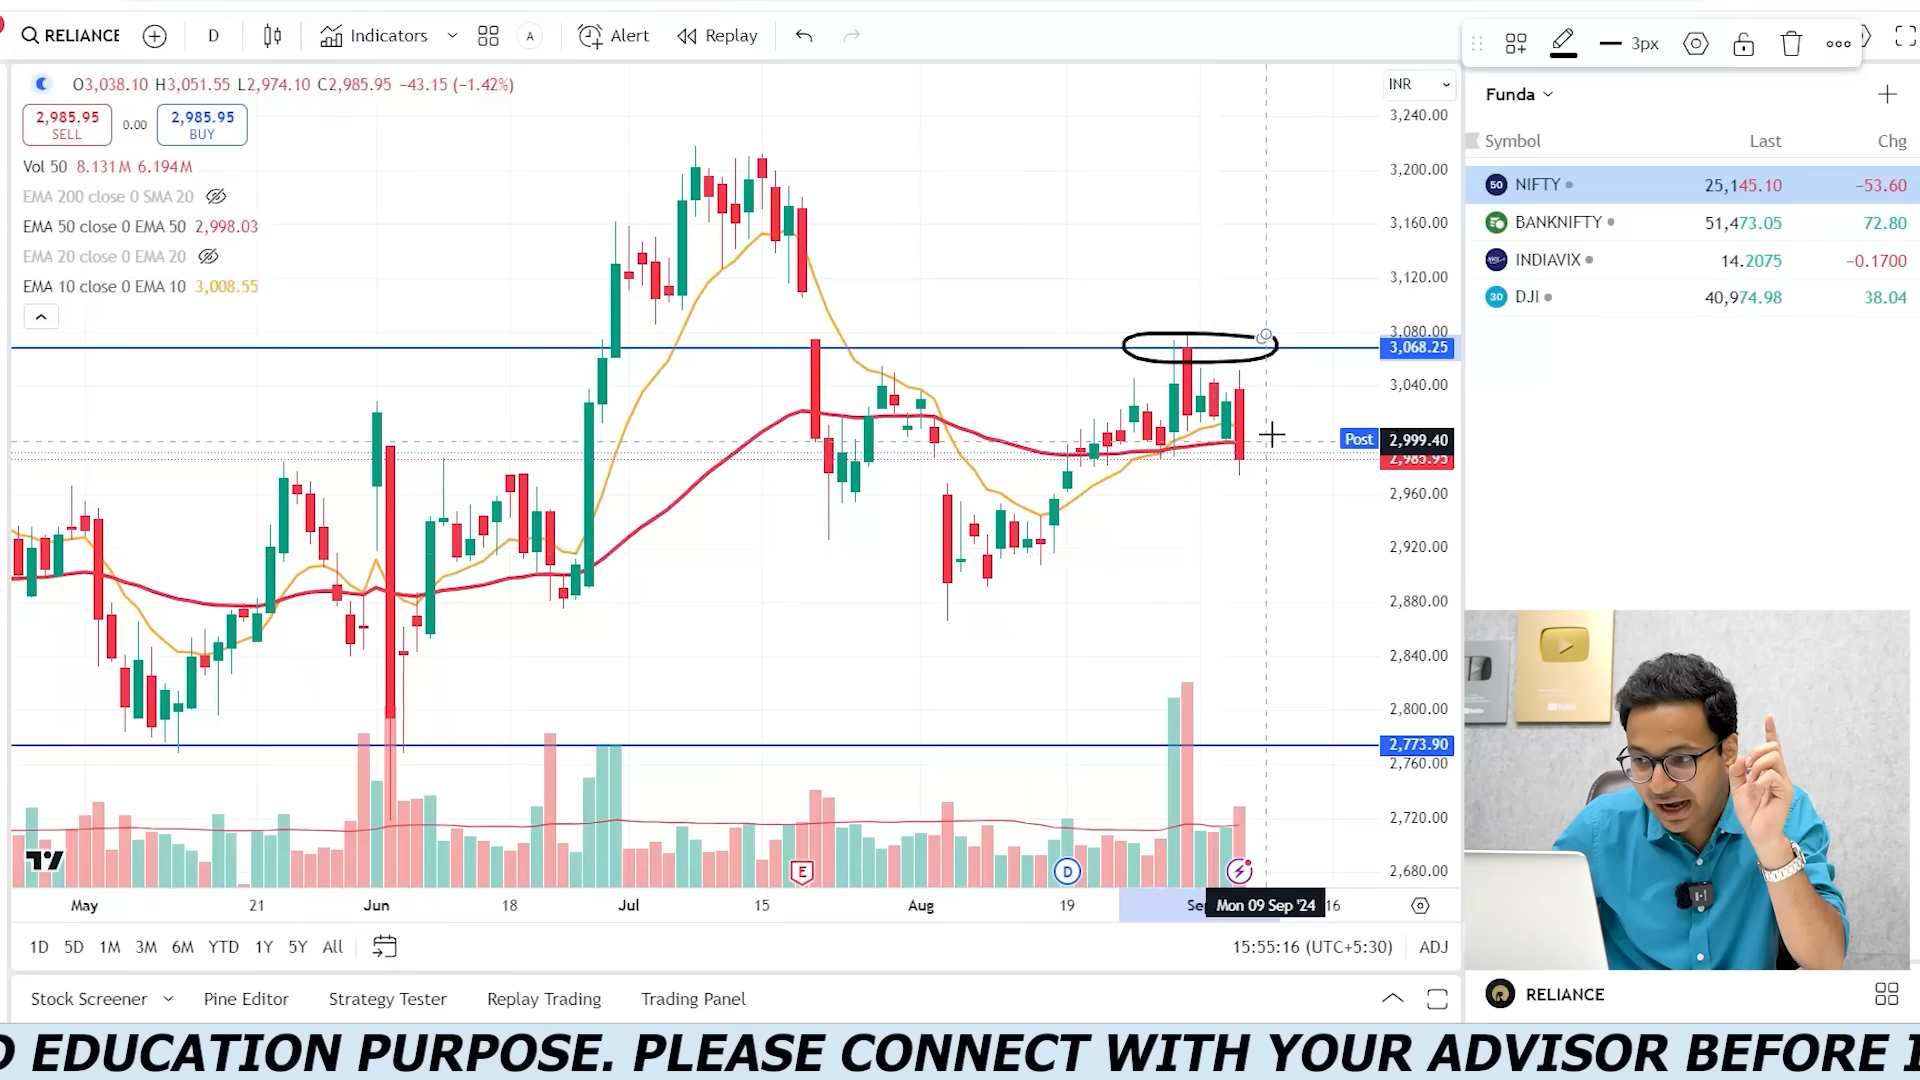 RELIANCE
D
Indicators
A
Alert
Replay
3px
O3,038.10 H3,051.55 L2,974.10 C2,985.95 −43.15 (−1.42%)
2,985.95
SELL
0.00
2,985.95
BUY
Vol 50 8.131M 6.194M
EMA 200 close 0 SMA 20
EMA 50 close 0 EMA 50 2,998.03
EMA 20 close 0 EMA 20
EMA 10 close 0 EMA 10 3,008.55
INR
3,240.00
3,200.00
3,160.00
3,120.00
3,080.00
3,068.25
3,040.00
Post 2,999.40
2,985.95
2,960.00
2,920.00
2,880.00
2,840.00
2,800.00
2,773.90
2,760.00
2,720.00
2,680.00
E
D
May 21 Jun 18 Jul 15 Aug 19 Sep Mon 09 Sep '24 16
1D 5D 1M 3M 6M YTD 1Y 5Y All
15:55:16 (UTC+5:30) ADJ
Stock Screener Pine Editor Strategy Tester Replay Trading Trading Panel
Funda
Symbol Last Chg
50 NIFTY 25,145.10 −53.60
BANKNIFTY 51,473.05 72.80
INDIAVIX 14.2075 −0.1700
30 DJI 40,974.98 38.04
RELIANCE
D EDUCATION PURPOSE. PLEASE CONNECT WITH YOUR ADVISOR BEFORE I